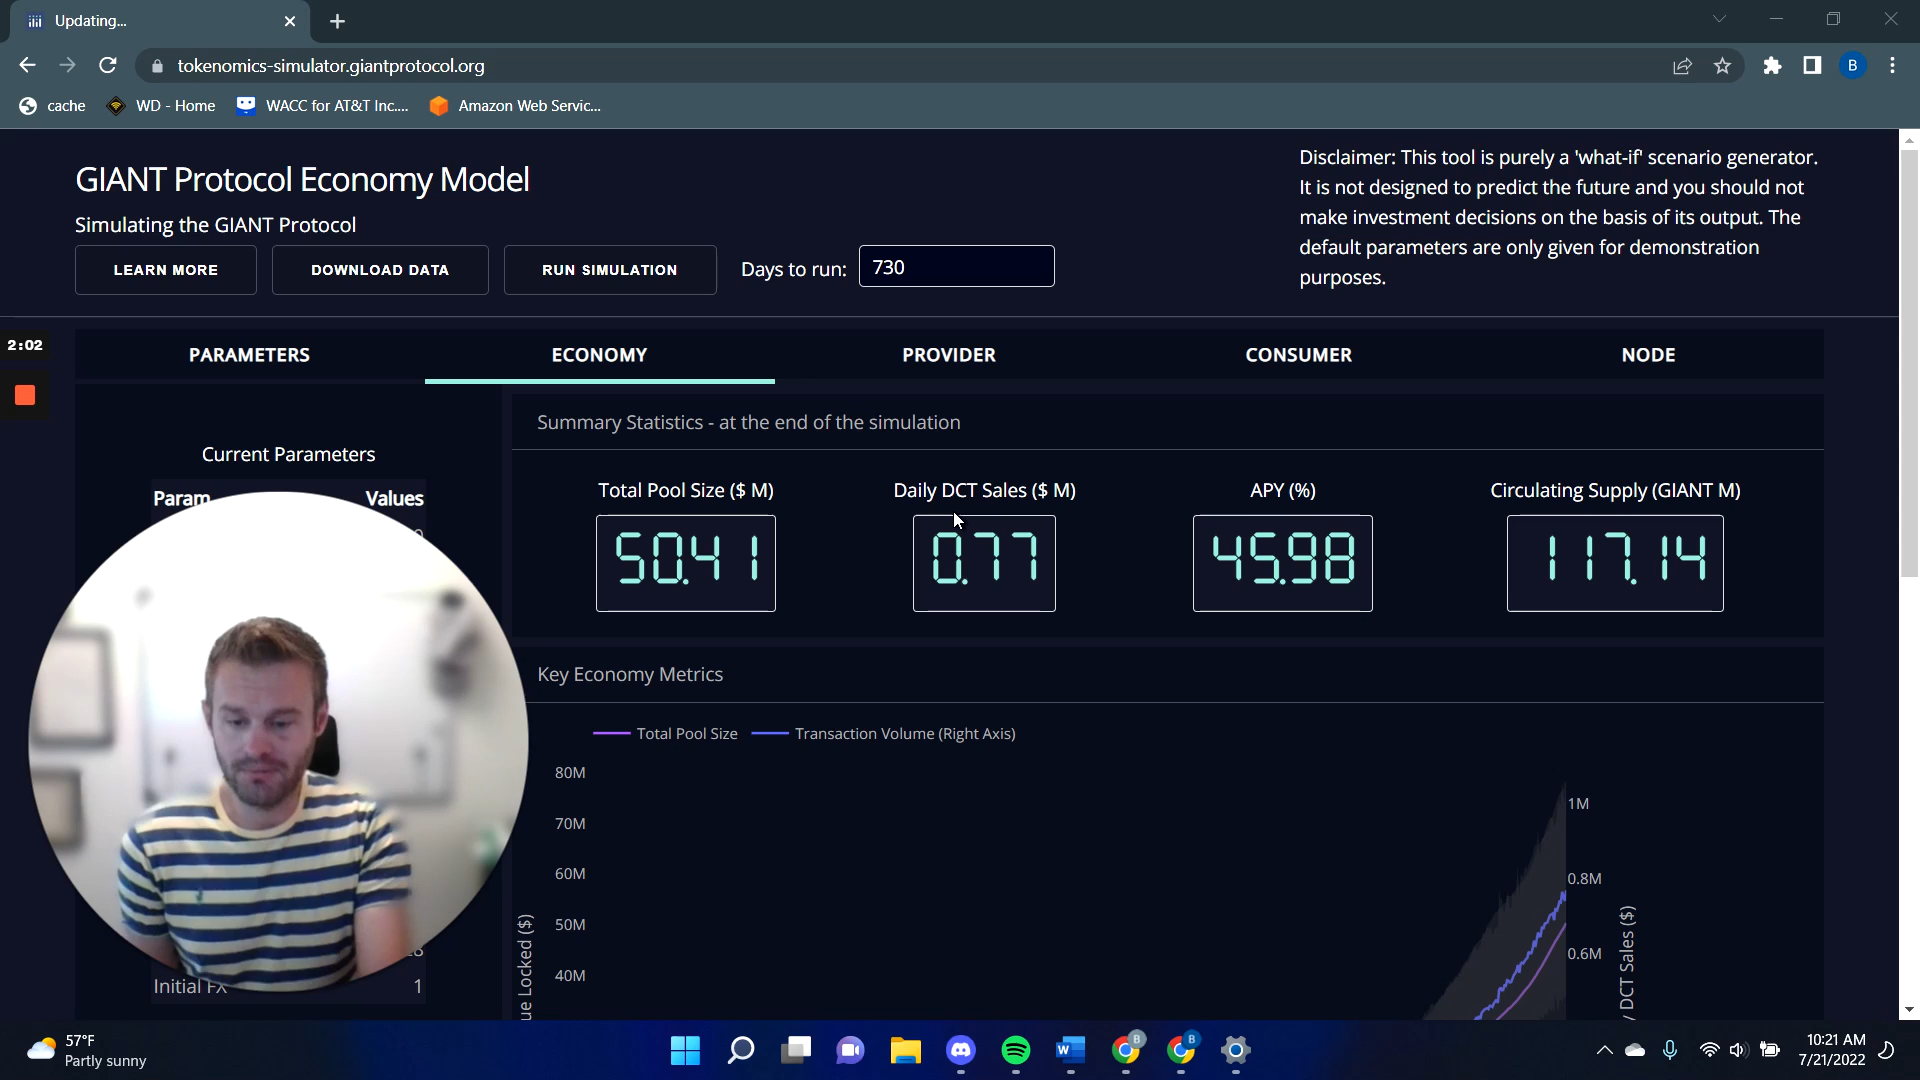 Updating...
tokenomics-simulator.giantprotocol.org
B
cache
WD - Home
WACC for AT&T Inc....
Amazon Web Servic...
GIANT Protocol Economy Model
Simulating the GIANT Protocol
LEARN MORE
DOWNLOAD DATA
RUN SIMULATION
Days to run:
730
Disclaimer: This tool is purely a 'what-if' scenario generator.
It is not designed to predict the future and you should not
make investment decisions on the basis of its output. The
default parameters are only given for demonstration
purposes.
2:02
PARAMETERS
ECONOMY
PROVIDER
CONSUMER
NODE
Current Parameters
Param
Values
Initial FX
1
Summary Statistics - at the end of the simulation
Total Pool Size ($ M)
Daily DCT Sales ($ M)
APY (%)
Circulating Supply (GIANT M)
50.41
0.77
45.98
117.14
Key Economy Metrics
Total Pool Size
Transaction Volume (Right Axis)
80M
70M
60M
50M
40M
ue Locked ($)
1M
0.8M
0.6M
DCT Sales ($)
57°F
Partly sunny
B
B
10:21 AM
7/21/2022